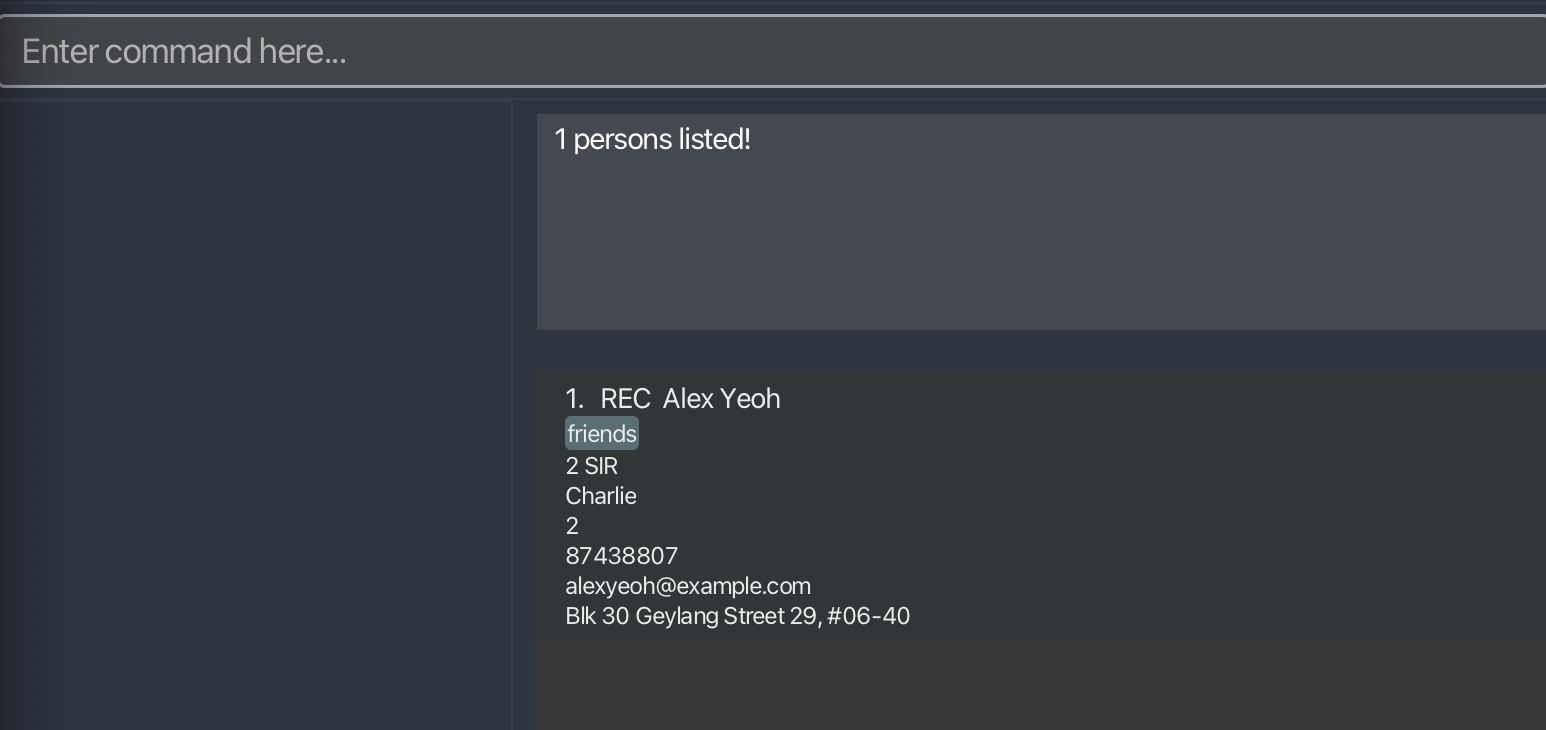 Enter command here...
1 persons listed!
1. REC Alex Yeoh
friends
2 SIR
Charlie
2
87438807
alexyeoh@example.com
Blk 30 Geylang Street 29, #06-40